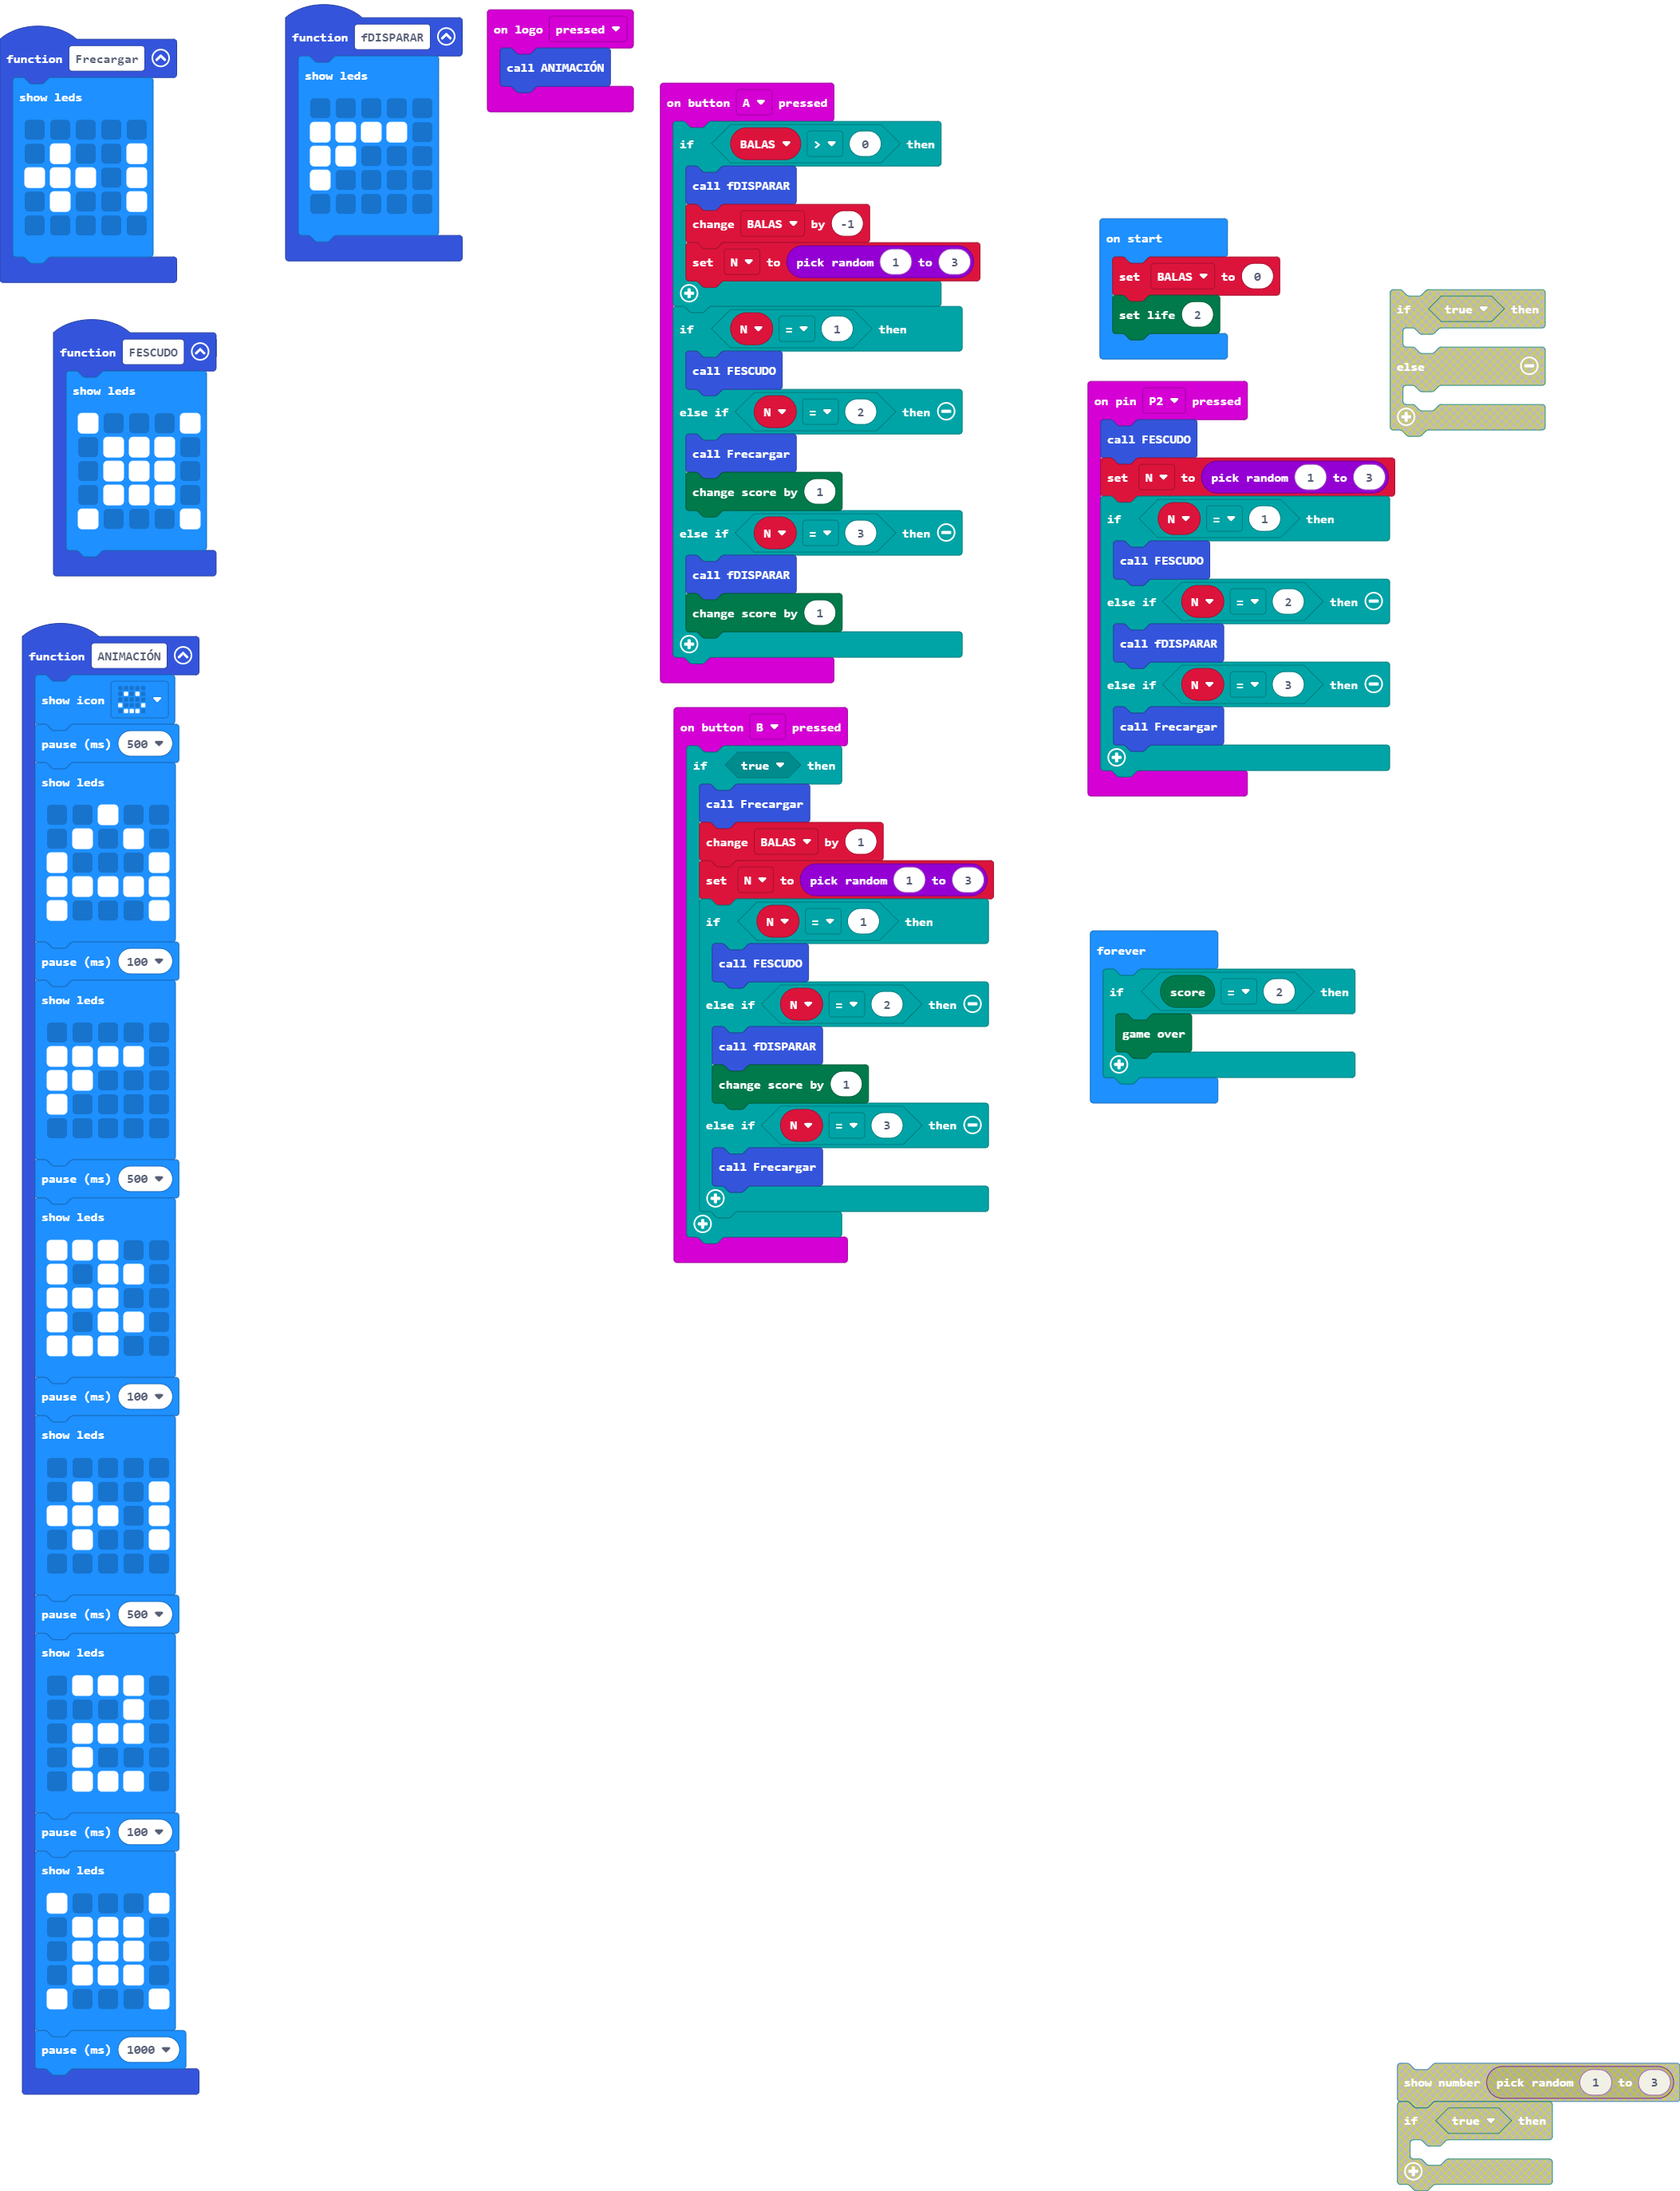 function Frecargar
show leds
function fDISPARAR
show leds
on logo pressed
call ANIMACIÓN
function FESCUDO
show leds
function ANIMACIÓN
show icon
pause (ms) 500
show leds
pause (ms) 100
show leds
pause (ms) 500
show leds
pause (ms) 100
show leds
pause (ms) 500
show leds
pause (ms) 100
show leds
pause (ms) 1000
on button A pressed
if BALAS > 0 then
call fDISPARAR
change BALAS by -1
set N to pick random 1 to 3
if N = 1 then
call FESCUDO
else if N = 2 then
call Frecargar
change score by 1
else if N = 3 then
call fDISPARAR
change score by 1
on button B pressed
if true then
call Frecargar
change BALAS by 1
set N to pick random 1 to 3
if N = 1 then
call FESCUDO
else if N = 2 then
call fDISPARAR
change score by 1
else if N = 3 then
call Frecargar
on start
set BALAS to 0
set life 2
if true then
else
on pin P2 pressed
call FESCUDO
set N to pick random 1 to 3
if N = 1 then
call FESCUDO
else if N = 2 then
call fDISPARAR
else if N = 3 then
call Frecargar
forever
if score = 2 then
game over
show number pick random 1 to 3
if true then